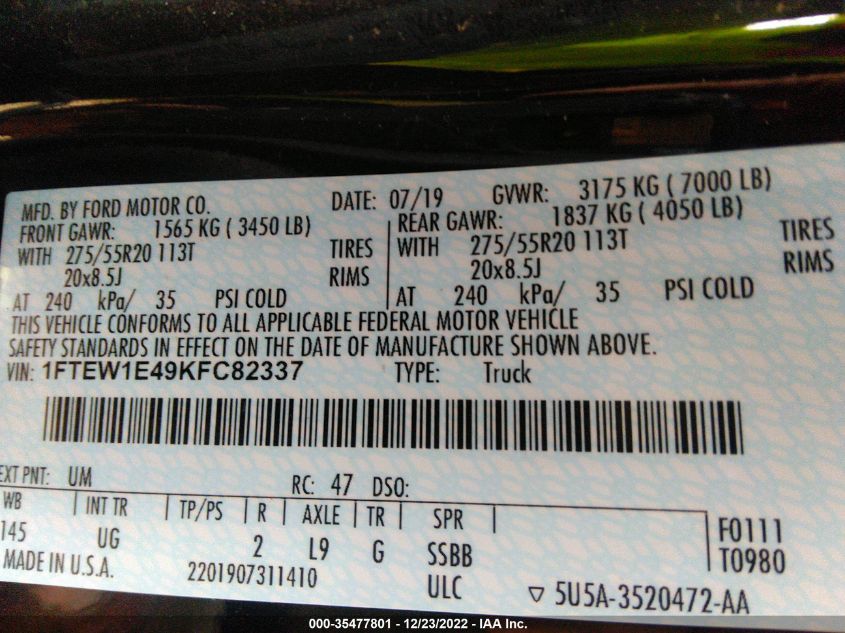 MFD. BY FORD MOTOR CO. DATE: 07/19 GVWR: 3175 KG ( 7000 LB)
FRONT GAWR: 1565 KG ( 3450 LB) REAR GAWR: 1837 KG ( 4050 LB)
WITH 275/55R20 113T TIRES WITH 275/55R20 113T TIRES
20x8.5J RIMS 20x8.5J RIMS
AT 240 kPa/ 35 PSI COLD AT 240 kPa/ 35 PSI COLD
THIS VEHICLE CONFORMS TO ALL APPLICABLE FEDERAL MOTOR VEHICLE
SAFETY STANDARDS IN EFFECT ON THE DATE OF MANUFACTURE SHOWN ABOVE.
VIN: 1FTEW1E49KFC82337 TYPE: Truck
EXT PNT: UM RC: 47 DSO:
WB INT TR TP/PS R AXLE TR SPR F0111
145 UG 2 L9 G SSBB T0980
MADE IN U.S.A. 2201907311410 ULC ▽ 5U5A-3520472-AA
000-35477801 - 12/23/2022 - IAA Inc.